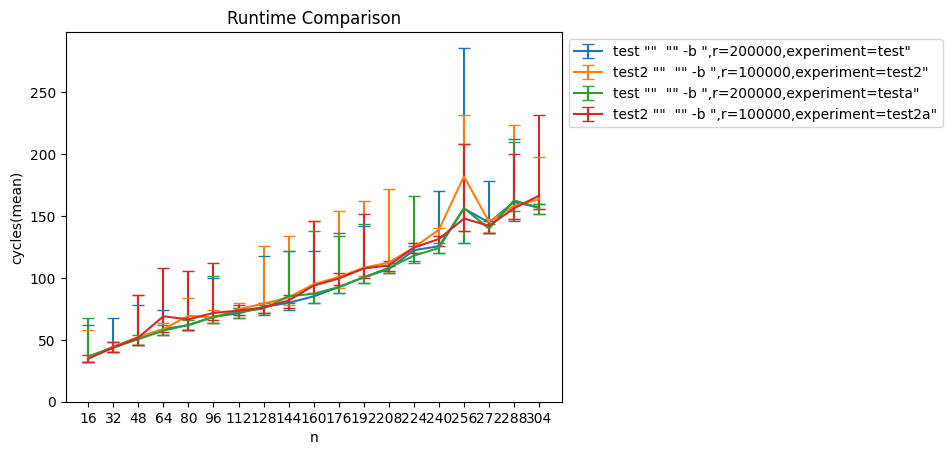 Runtime Comparison
test "" "" -b ",r=200000,experiment=test"
test2 "" "" -b ",r=100000,experiment=test2"
test "" "" -b ",r=200000,experiment=testa"
test2 "" "" -b ",r=100000,experiment=test2a"
cycles(mean)
250
200
150
100
50
0
16 32 48 64 80 96 112 128 144 160 176 192 208 224 240 256 272 288 304
n